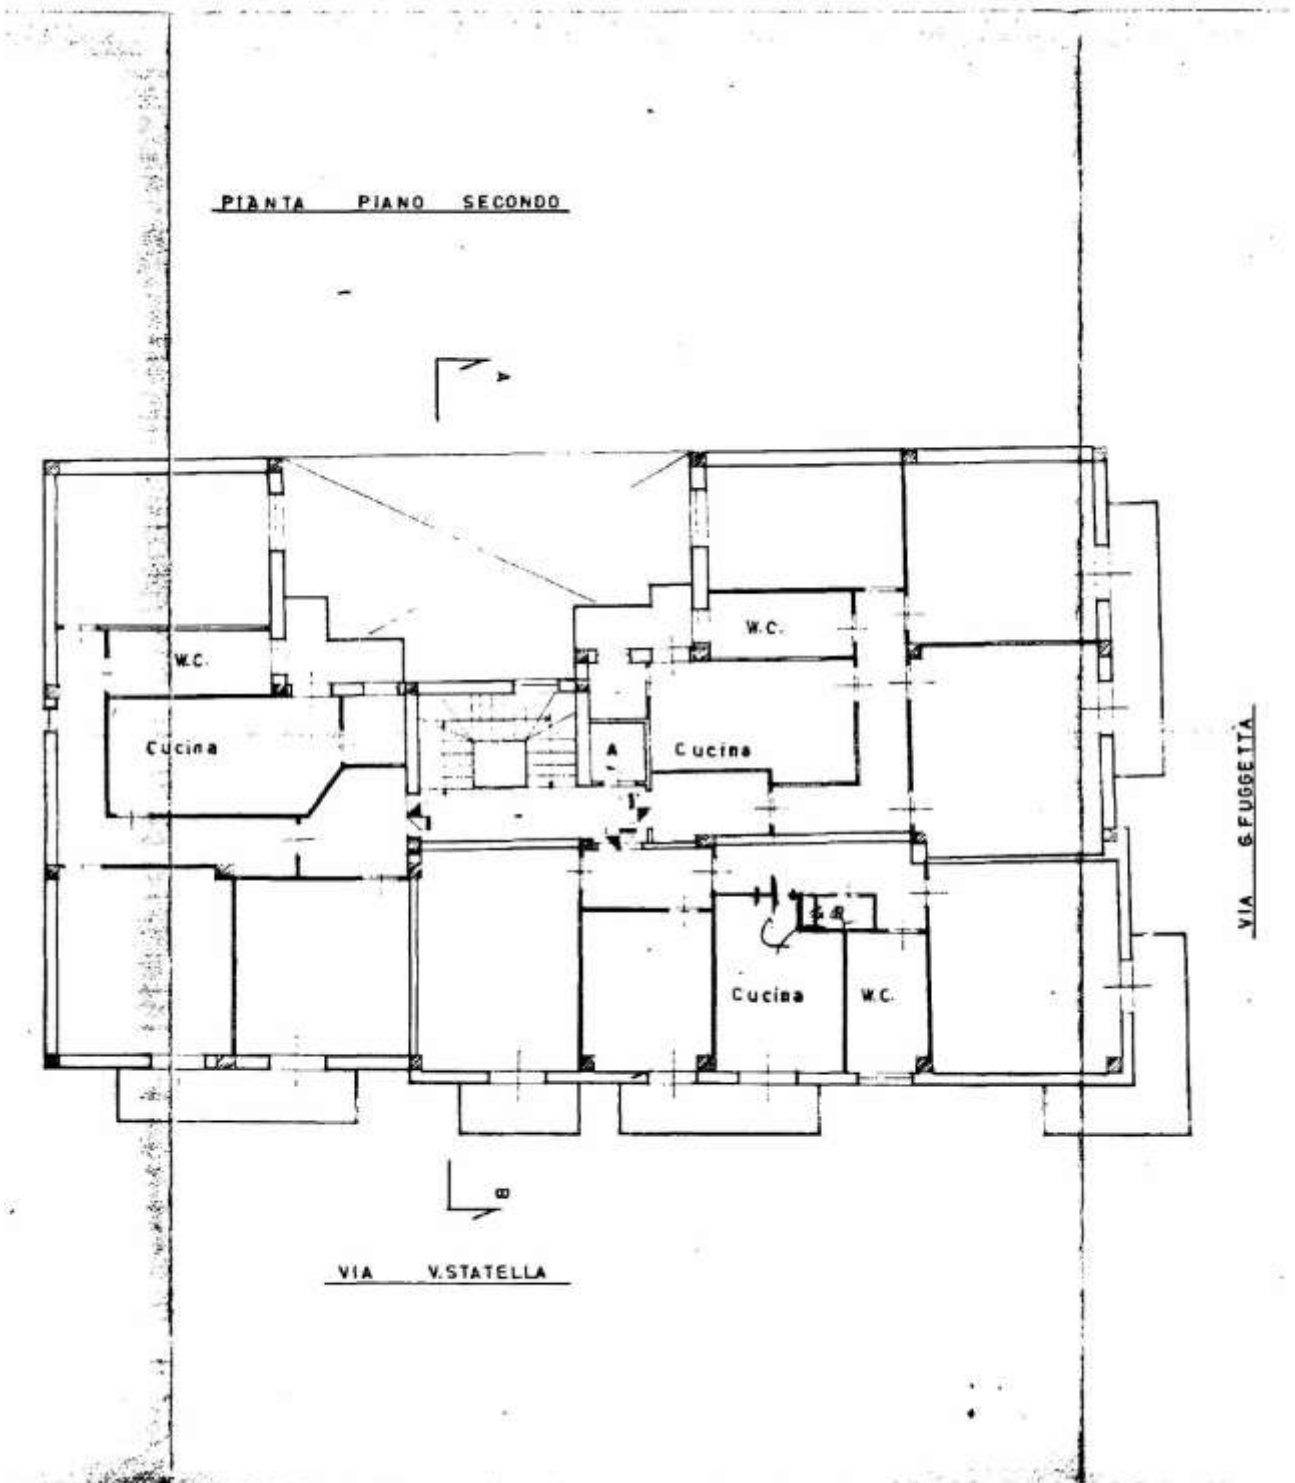 PIANTA PIANO SECONDO
A
W.C.
W.C.
Cucina
A
Cucina
VIA G.FUGGETTA
Cucina
W.C.
B
VIA V.STATELLA